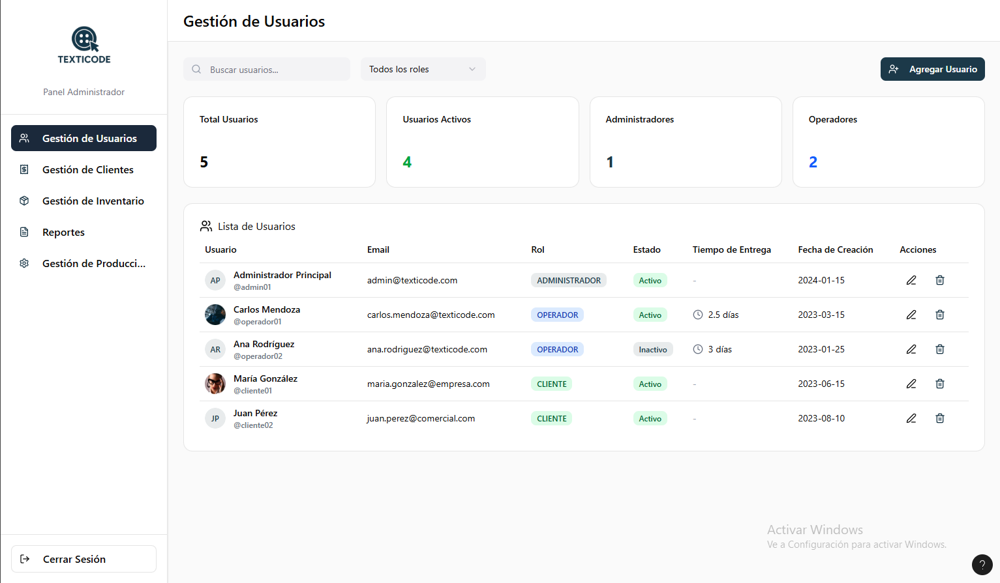 TEXTICODE
Panel Administrador
Gestión de Usuarios
Gestión de Clientes
Gestión de Inventario
Reportes
Gestión de Producci...
Cerrar Sesión
Gestión de Usuarios
Buscar usuarios...
Todos los roles
Agregar Usuario
Total Usuarios
5
Usuarios Activos
4
Administradores
1
Operadores
2
Lista de Usuarios
Usuario Email Rol Estado Tiempo de Entrega Fecha de Creación Acciones
AP Administrador Principal admin@texticode.com ADMINISTRADOR Activo - 2024-01-15
@admin01
Carlos Mendoza carlos.mendoza@texticode.com OPERADOR Activo 2.5 días 2023-03-15
@operador01
AR Ana Rodríguez ana.rodriguez@texticode.com OPERADOR Inactivo 3 días 2023-01-25
@operador02
María González maria.gonzalez@empresa.com CLIENTE Activo - 2023-06-15
@cliente01
JP Juan Pérez juan.perez@comercial.com CLIENTE Activo - 2023-08-10
@cliente02
Activar Windows
Ve a Configuración para activar Windows.
?